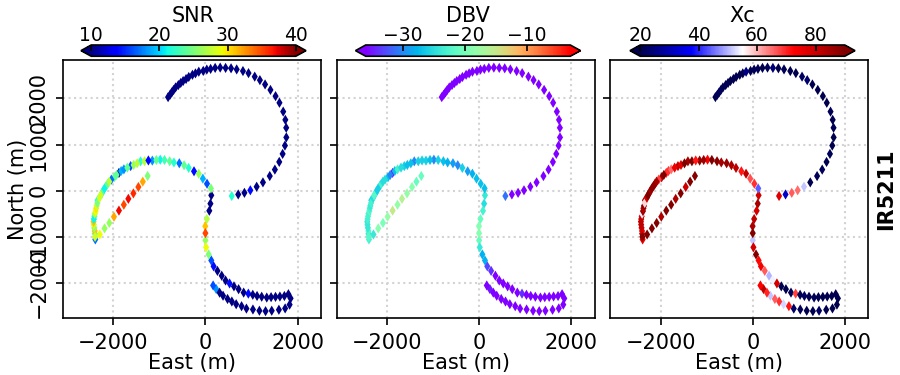 SNR DBV Xc
10 20 30 40 −30 −20 −10 20 40 60 80
North (m)
2000
1000
0
−1000
−2000
IR5211
−2000 0 2000 −2000 0 2000 −2000 0 2000
East (m) East (m) East (m)